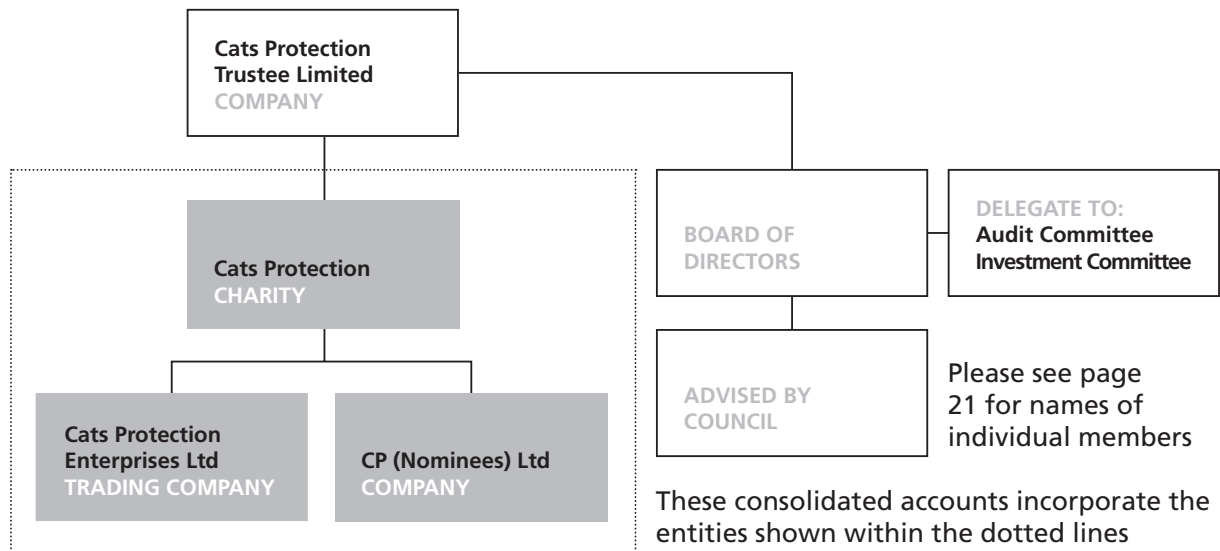 Cats Protection
Trustee Limited
COMPANY
Cats Protection
CHARITY
Cats Protection
Enterprises Ltd
TRADING COMPANY
CP (Nominees) Ltd
COMPANY
BOARD OF
DIRECTORS
DELEGATE TO:
Audit Committee
Investment Committee
ADVISED BY
COUNCIL
Please see page
21 for names of
individual members
These consolidated accounts incorporate the
entities shown within the dotted lines